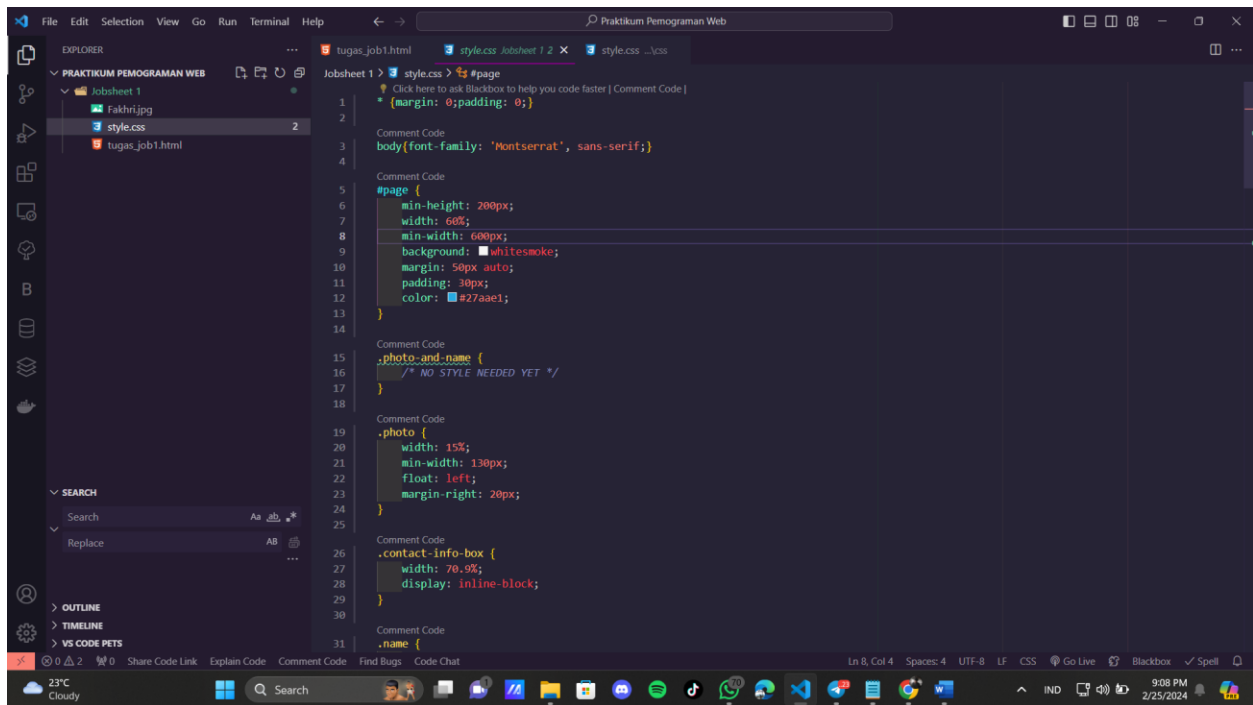 File Edit Selection View Go Run Terminal Help
Praktikum Pemograman Web
EXPLORER
tugas_job1.html
style.css Jobsheet 1 2
style.css ...\css
PRAKTIKUM PEMOGRAMAN WEB
Jobsheet 1 > style.css > #page
Jobsheet 1
Fakhri.jpg
style.css 2
tugas_job1.html
Click here to ask Blackbox to help you code faster | Comment Code |
1 * {margin: 0;padding: 0;}
2
Comment Code
3 body{font-family: 'Montserrat', sans-serif;}
4
Comment Code
5 #page {
6 min-height: 200px;
7 width: 60%;
8 min-width: 600px;
9 background: whitesmoke;
10 margin: 50px auto;
11 padding: 30px;
12 color: #27aae1;
13 }
14
Comment Code
15 .photo-and-name {
16 /* NO STYLE NEEDED YET */
17 }
18
Comment Code
19 .photo {
20 width: 15%;
21 min-width: 130px;
22 float: left;
23 margin-right: 20px;
24 }
25
Comment Code
26 .contact-info-box {
27 width: 70.9%;
28 display: inline-block;
29 }
30
Comment Code
31 .name {
SEARCH
Search Aa ab .*
Replace AB
OUTLINE
TIMELINE
VS CODE PETS
0 2 0 Share Code Link Explain Code Comment Code Find Bugs Code Chat
Ln 8, Col 4 Spaces: 4 UTF-8 LF CSS Go Live Blackbox Spell
23°C
Cloudy
Search
IND
9:08 PM
2/25/2024